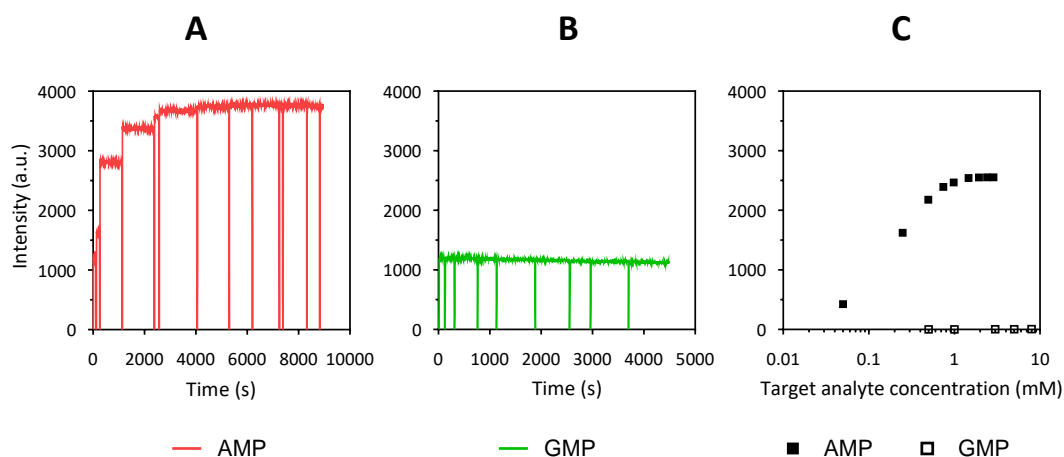 A B C
Intensity (a.u.)
4000
3000
2000
1000
0
0 2000 4000 6000 8000 10000
Time (s)
4000
3000
2000
1000
0
0 1000 2000 3000 4000 5000
Time (s)
4000
3000
2000
1000
0
0.01 0.1 1 10
Target analyte concentration (mM)
AMP
GMP
AMP GMP